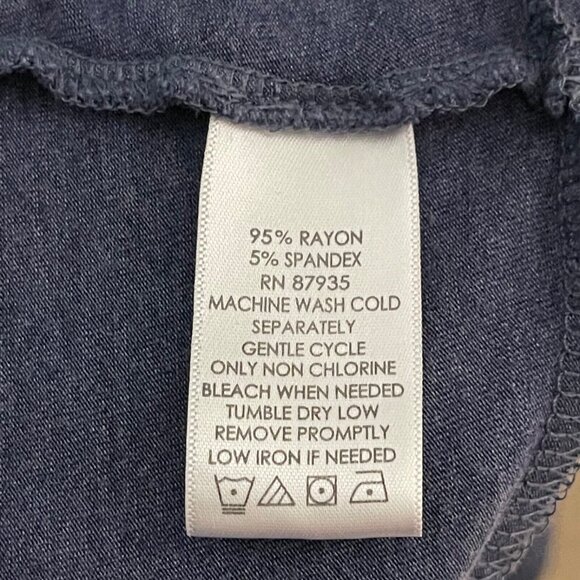 95% RAYON
5% SPANDEX
RN 87935
MACHINE WASH COLD
SEPARATELY
GENTLE CYCLE
ONLY NON CHLORINE
BLEACH WHEN NEEDED
TUMBLE DRY LOW
REMOVE PROMPTLY
LOW IRON IF NEEDED